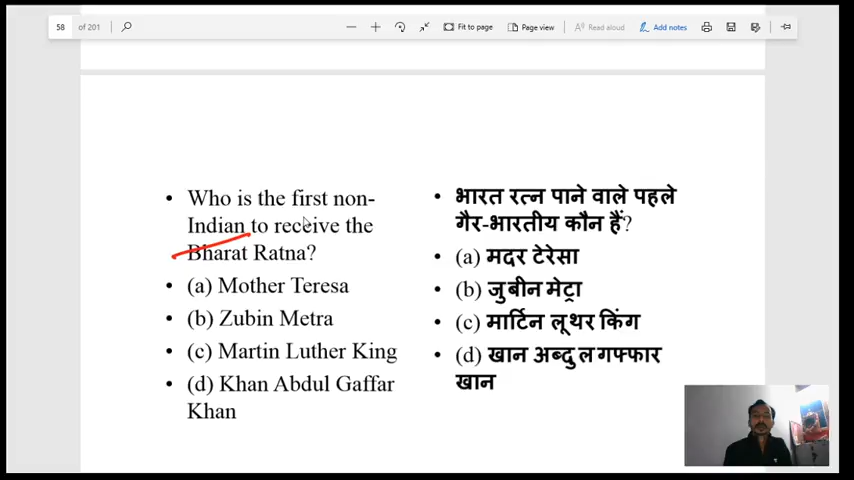 58 of 201
Fit to page
Page view
Read aloud
Add notes
• Who is the first non-
Indian to receive the
Bharat Ratna?
• (a) Mother Teresa
• (b) Zubin Metra
• (c) Martin Luther King
• (d) Khan Abdul Gaffar
Khan
• भारत रत्न पाने वाले पहले
गैर-भारतीय कौन हैं?
• (a) मदर टेरेसा
• (b) जुबीन मेट्रा
• (c) मार्टिन लूथर किंग
• (d) खान अब्दुल गफ्फार
खान